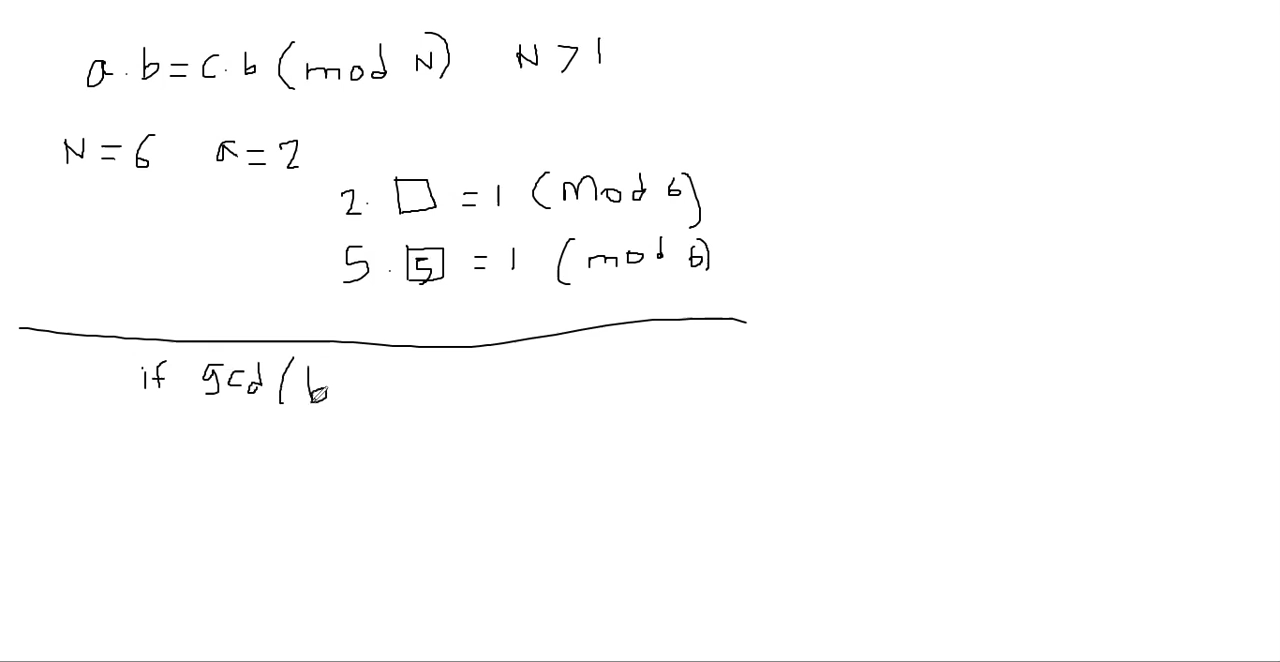 a.b=c.b (mod N) N>1
N=6 a=2
2.□ =1 (mod 6)
5.5 =1 (mod 6)
if gcd(b